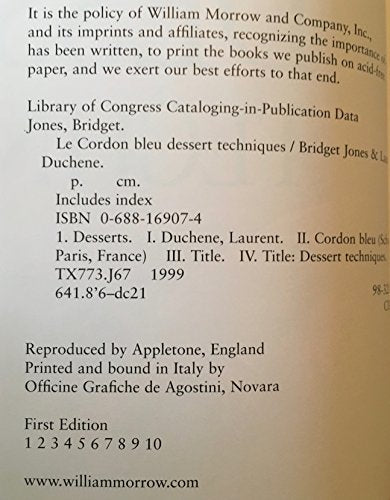 It is the policy of William Morrow and Company, Inc.,
and its imprints and affiliates, recognizing the importance
has been written, to print the books we publish on
paper, and we exert our best efforts to that end.
Library of Congress Cataloging-in-Publication Data
Jones, Bridget.
Le Cordon bleu dessert techniques / Bridget Jones &
Duchene.
p. cm.
Includes index
ISBN 0-688-16907-4
1. Desserts. I. Duchene, Laurent. II. Cordon bleu
Paris, France) III. Title. IV. Title: Dessert techniques.
TX773.J67 1999
641.8'6–dc21
Reproduced by Appletone, England
Printed and bound in Italy by
Officine Grafiche de Agostini, Novara
First Edition
1 2 3 4 5 6 7 8 9 10
www.williammorrow.com